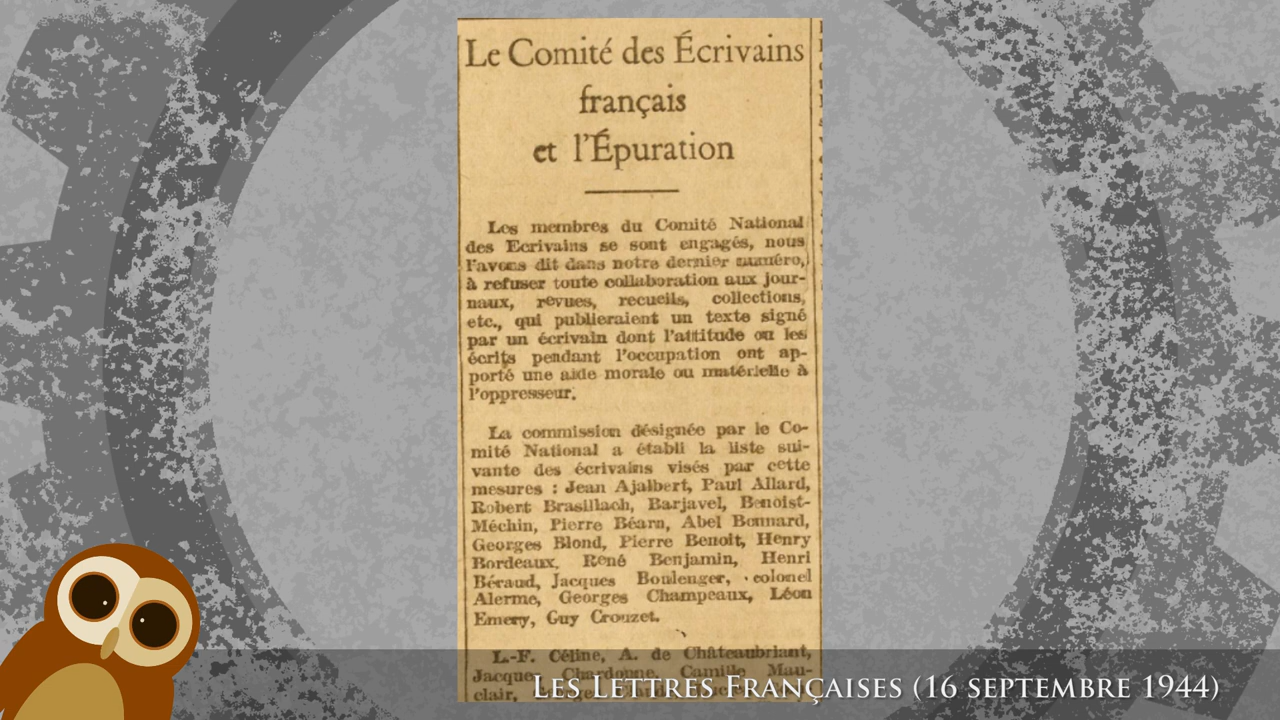 Le Comité des Écrivains
français
et l'Épuration
Les membres du Comité National
des Ecrivains se sont engagés, nous
l'avons dit dans notre dernier numéro,
à refuser toute collaboration aux jour-
naux, revues, recueils, collections,
etc., qui publieraient un texte signé
par un écrivain dont l'attitude ou les
écrits pendant l'occupation ont ap-
porté une aide morale ou matérielle à
l'oppresseur.
La commission désignée par le Co-
mité National a établi la liste sui-
vante des écrivains visés par cette
mesures : Jean Ajalbert, Paul Allard,
Robert Brasillach, Barjavel, Benoist-
Méchin, Pierre Béarn, Abel Bonnard,
Georges Blond, Pierre Benoit, Henry
Bordeaux, René Benjamin, Henri
Béraud, Jacques Boulenger, colonel
Alerme, Georges Champeaux, Léon
Emery, Guy Crouzet.
L.-F. Céline, A. de Châteaubriant,
Jacques Chardonne, Camille Mau-
clair,
Les Lettres Françaises (16 septembre 1944)